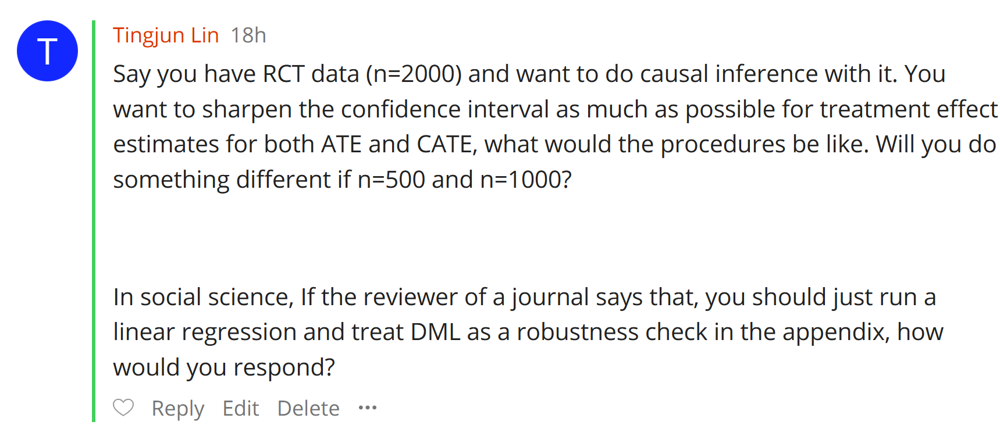 T
Tingjun Lin 18h
Say you have RCT data (n=2000) and want to do causal inference with it. You
want to sharpen the confidence interval as much as possible for treatment effect
estimates for both ATE and CATE, what would the procedures be like. Will you do
something different if n=500 and n=1000?
In social science, If the reviewer of a journal says that, you should just run a
linear regression and treat DML as a robustness check in the appendix, how
would you respond?
Reply Edit Delete ···